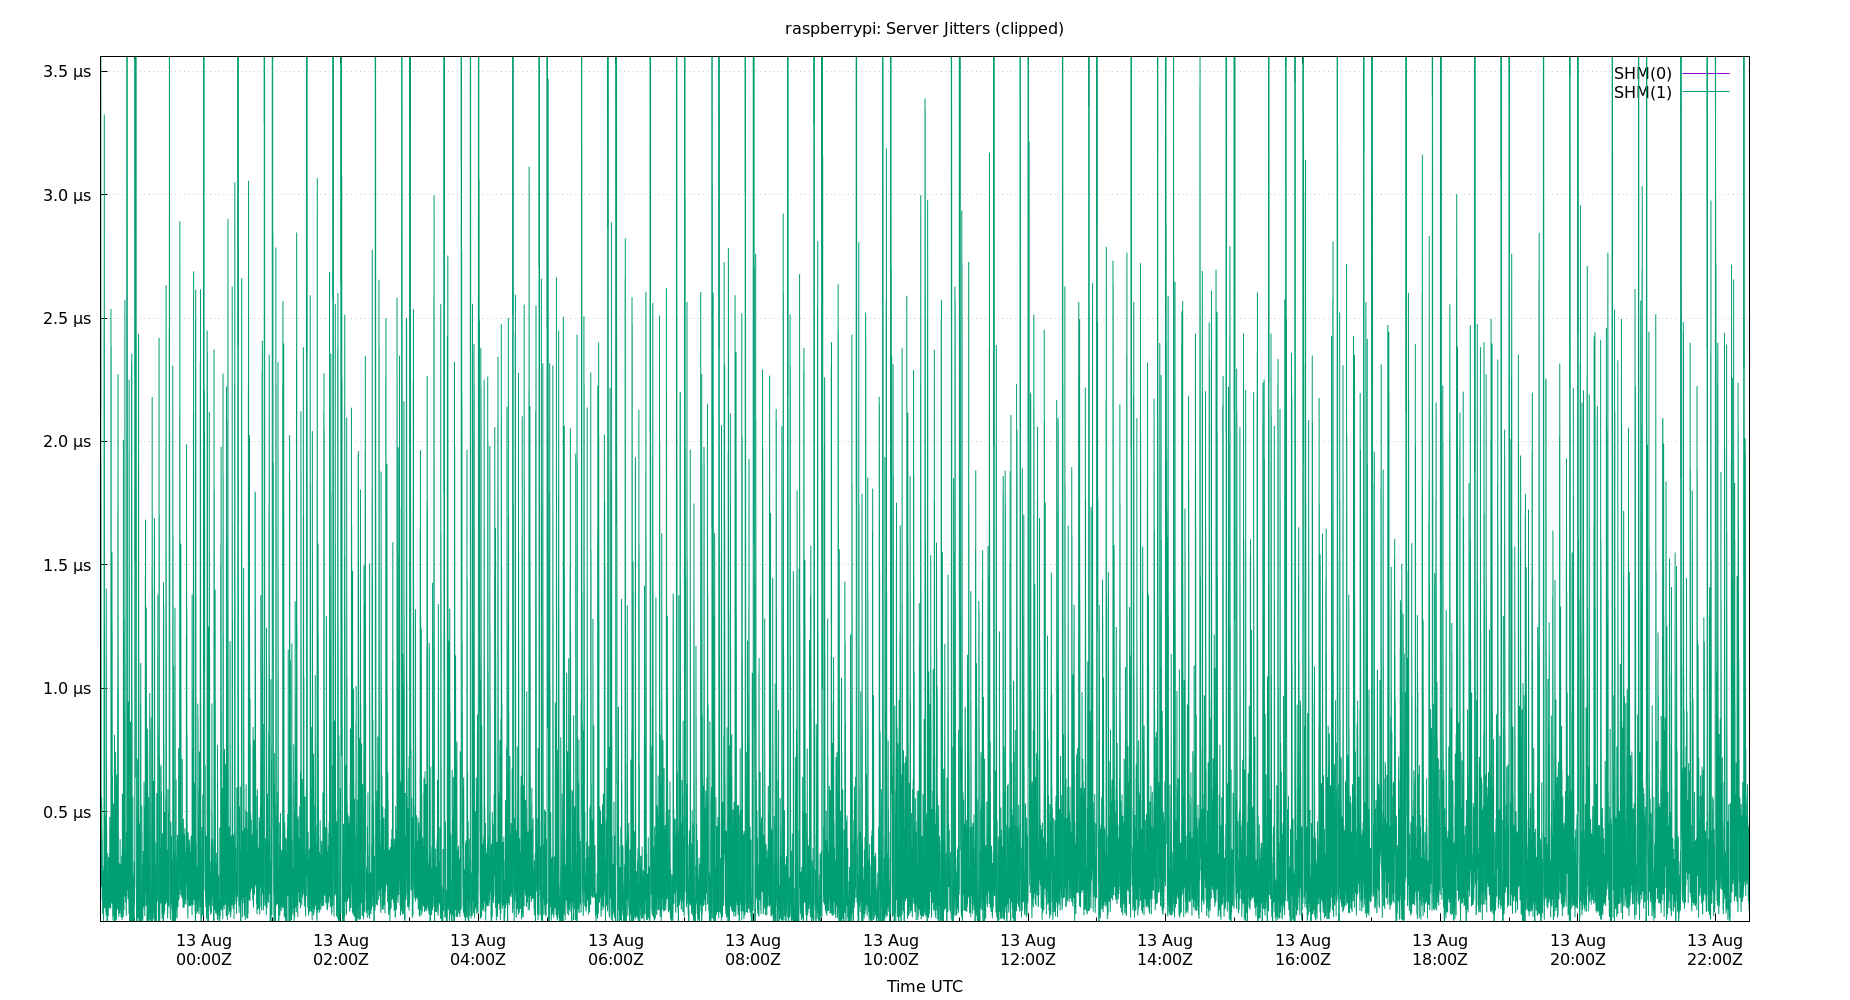 raspberrypi: Server Jitters (clipped)
3.5 µs
SHM(0)
SHM(1)
3.0 µs
2.5 µs
2.0 µs
1.5 µs
1.0 µs
0.5 µs
13 Aug 13 Aug 13 Aug 13 Aug 13 Aug 13 Aug 13 Aug 13 Aug 13 Aug 13 Aug 13 Aug 13 Aug
00:00Z 02:00Z 04:00Z 06:00Z 08:00Z 10:00Z 12:00Z 14:00Z 16:00Z 18:00Z 20:00Z 22:00Z
Time UTC